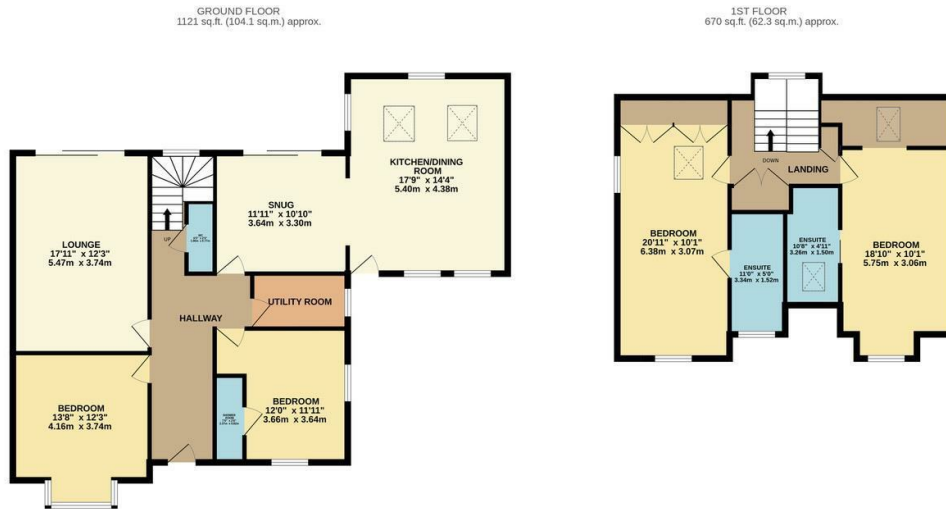 GROUND FLOOR
1121 sq.ft. (104.1 sq.m.) approx.
1ST FLOOR
670 sq.ft. (62.3 sq.m.) approx.
KITCHEN/DINING
ROOM
17'9" x 14'4"
5.40m x 4.38m
SNUG
11'11" x 10'10"
3.64m x 3.30m
LOUNGE
17'11" x 12'3"
5.47m x 3.74m
UP
HALLWAY
UTILITY ROOM
BEDROOM
13'8" x 12'3"
4.16m x 3.74m
BEDROOM
12'0" x 11'11"
3.66m x 3.64m
DOWN
LANDING
BEDROOM
20'11" x 10'1"
6.38m x 3.07m
ENSUITE
11'0" x 5'0"
3.34m x 1.52m
ENSUITE
10'8" x 4'11"
3.26m x 1.50m
BEDROOM
18'10" x 10'1"
5.75m x 3.06m